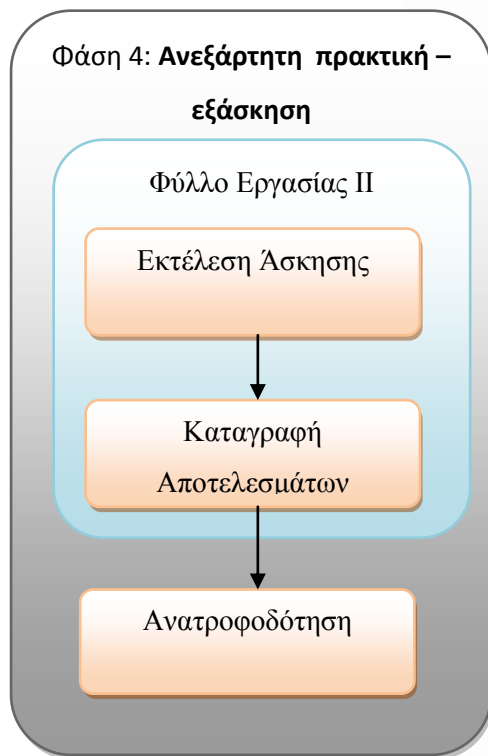 Φάση 4: Ανεξάρτητη πρακτική –
εξάσκηση
Φύλλο Εργασίας ΙΙ
Εκτέλεση Άσκησης
Καταγραφή
Αποτελεσμάτων
Ανατροφοδότηση